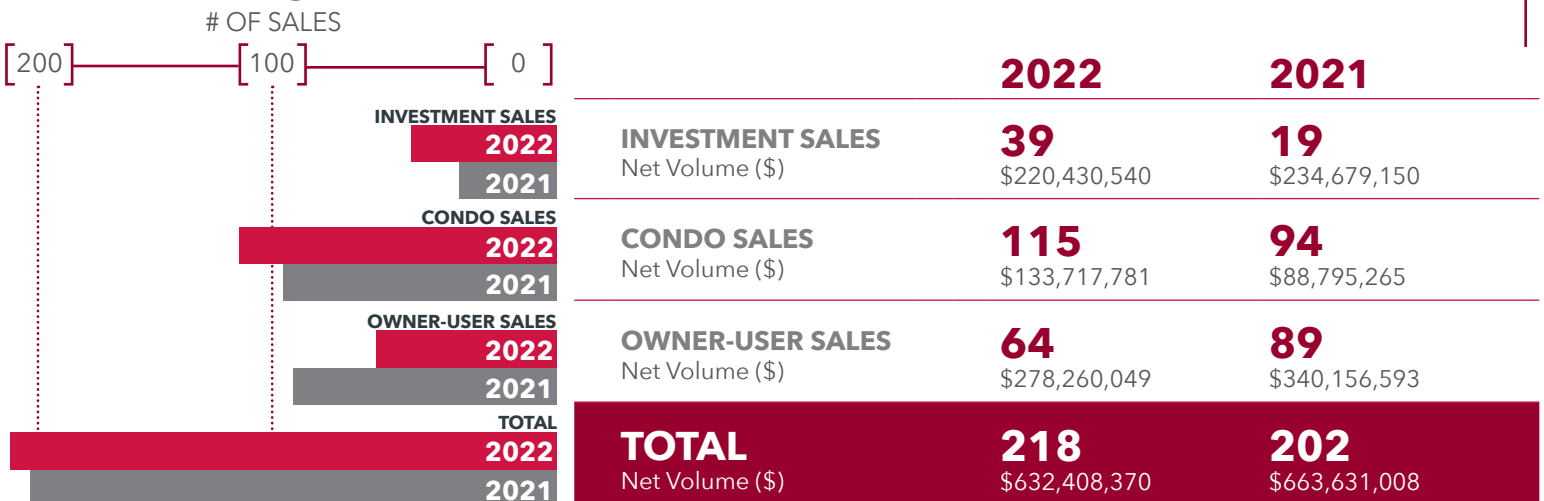 # OF SALES
200 100 0
INVESTMENT SALES
2022
2021
CONDO SALES
2022
2021
OWNER-USER SALES
2022
2021
TOTAL
2022
2021
2022 2021
INVESTMENT SALES 39 19
Net Volume ($) $220,430,540 $234,679,150
CONDO SALES 115 94
Net Volume ($) $133,717,781 $88,795,265
OWNER-USER SALES 64 89
Net Volume ($) $278,260,049 $340,156,593
TOTAL 218 202
Net Volume ($) $632,408,370 $663,631,008